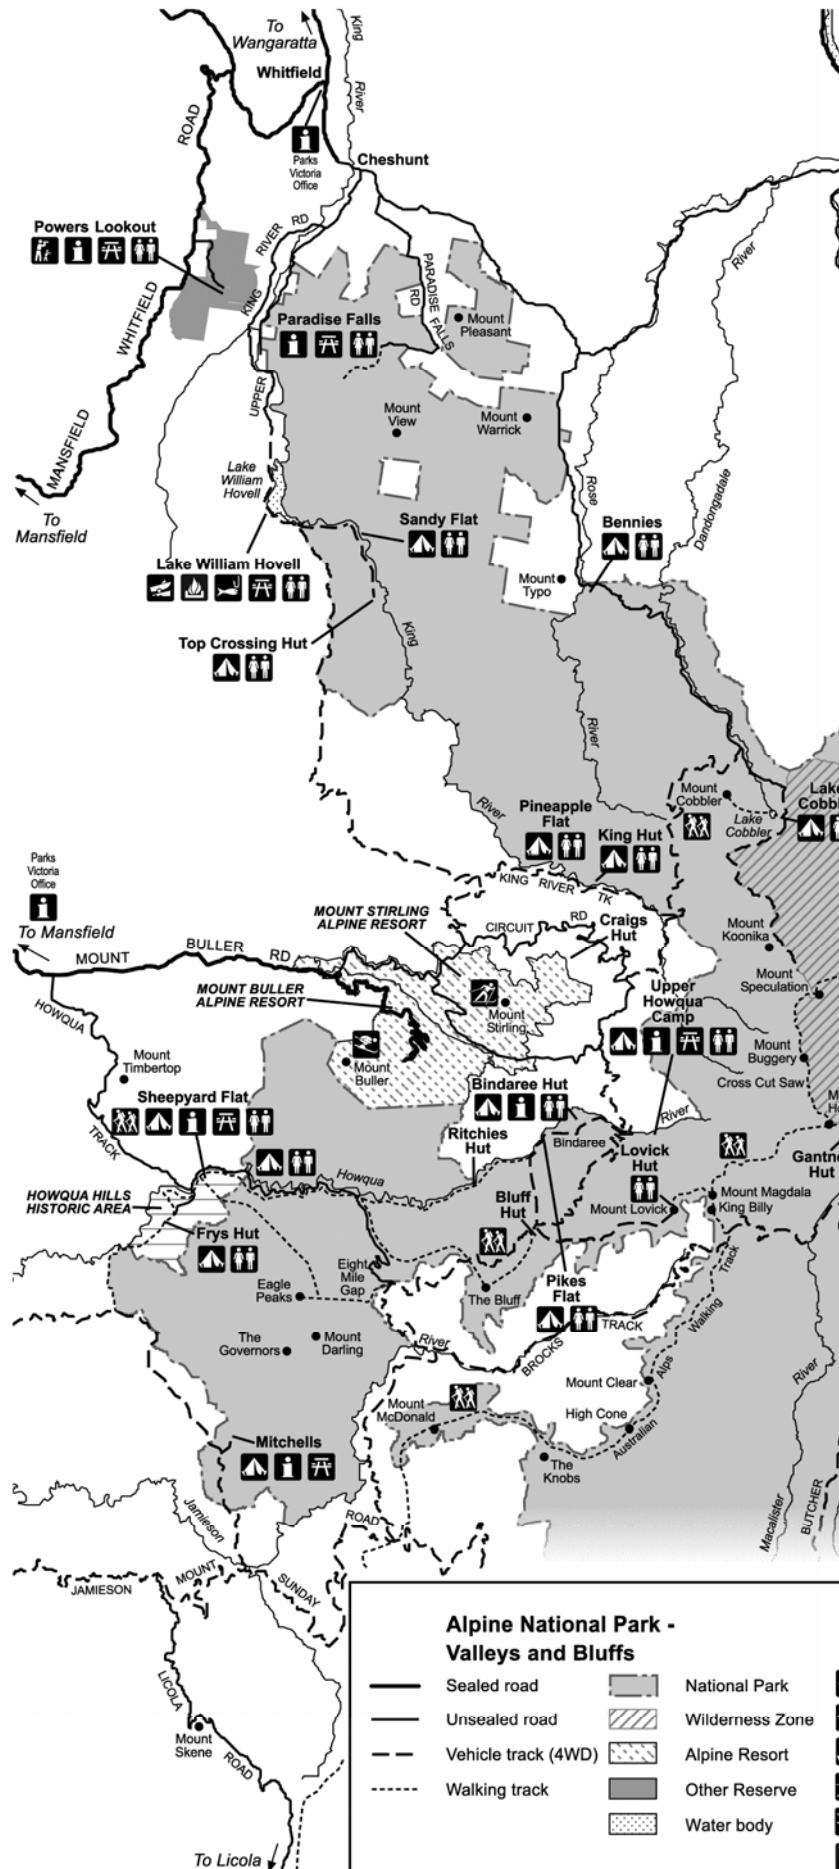 To
Wangaratta
King
River
Whitfield
ROAD
Parks
Victoria
Office
Cheshunt
Powers Lookout
RIVER RD
KING
UPPER
WHITFIELD
MANSFIELD
PARADISE
FALLS
RD
River
Paradise Falls
Mount
Pleasant
Mount
View
Mount
Warrick
Lake
William
Hovell
To
Mansfield
Sandy Flat
Rose
Bennies
Dandongadale
Lake William Hovell
Mount
Typo
Top Crossing Hut
King
River
River
Mount
Cobbler
Lake
Cobbler
Pineapple
Flat
King Hut
KING RIVER TK
Parks
Victoria
Office
To Mansfield
MOUNT BULLER RD
MOUNT STIRLING
ALPINE RESORT
CIRCUIT RD
Craigs
Hut
Mount
Koonika
MOUNT BULLER
ALPINE RESORT
Mount
Stirling
Upper
Howqua
Camp
Mount
Speculation
HOWQUA
TRACK
Mount
Timbertop
Mount
Buller
Mount
Buggery
Cross Cut Saw
Sheepyard Flat
Bindaree Hut
River
Ritchies
Hut
Bindaree
Lovick
Hut
Gantne
Hut
Howqua
HOWQUA HILLS
HISTORIC AREA
Bluff
Hut
Mount Lovick
Mount Magdala
King Billy
Frys Hut
Eight
Mile
Gap
Eagle
Peaks
The Bluff
Pikes
Flat
The
Governors
Mount
Darling
River
BROCKS
TRACK
Australian
Alps
Walking
Track
River
Mount Clear
Mount
McDonald
High Cone
Mitchells
The
Knobs
Macalister
BUTCHER
Jamieson
ROAD
JAMIESON
MOUNT
SUNDAY
LICOLA
ROAD
Mount
Skene
To Licola
Alpine National Park -
Valleys and Bluffs
Sealed road
National Park
Unsealed road
Wilderness Zone
Vehicle track (4WD)
Alpine Resort
Walking track
Other Reserve
Water body